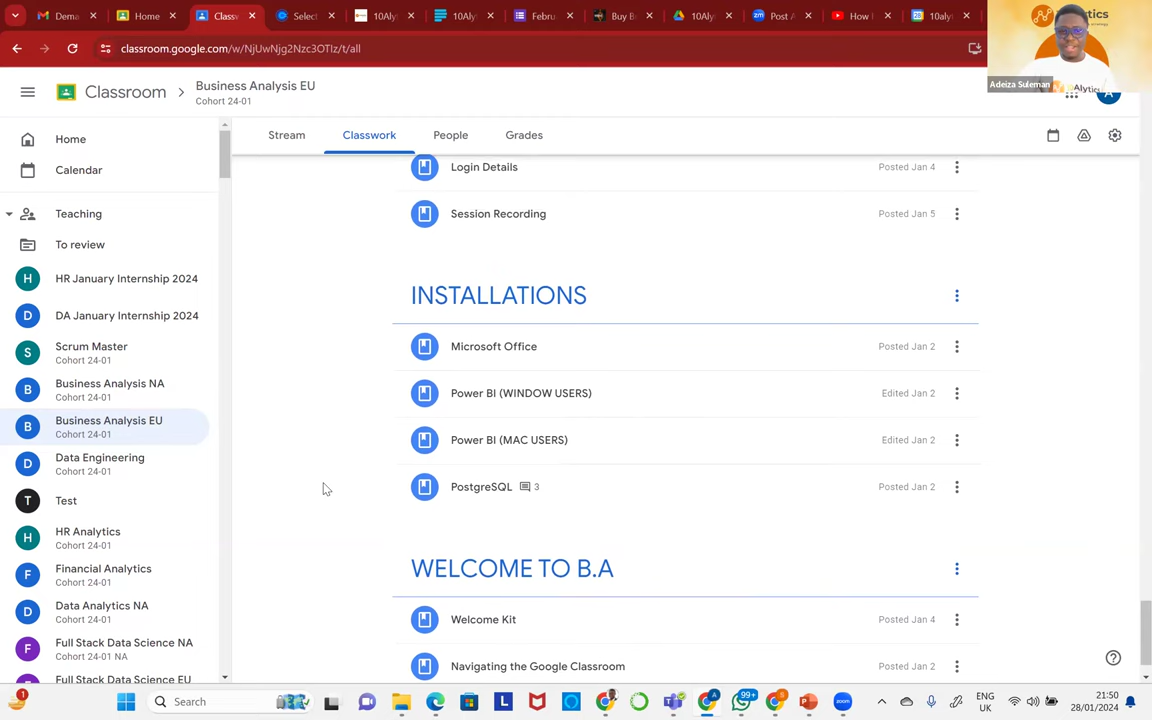 Dema
Home
Classw
Select
10Aly
10Aly
Febru
Buy B
10Aly
Post A
How I
10aly
classroom.google.com/w/NjUwNjg2Nzc3OTIz/t/all
Adeiza Suleman
Classroom
Business Analysis EU
Cohort 24-01
Stream
Classwork
People
Grades
Home
Calendar
Teaching
To review
HR January Internship 2024
DA January Internship 2024
Scrum Master
Cohort 24-01
Business Analysis NA
Cohort 24-01
Business Analysis EU
Cohort 24-01
Data Engineering
Cohort 24-01
Test
HR Analytics
Cohort 24-01
Financial Analytics
Cohort 24-01
Data Analytics NA
Cohort 24-01
Full Stack Data Science NA
Cohort 24-01 NA
Full Stack Data Science EU
Login Details
Posted Jan 4
Session Recording
Posted Jan 5
INSTALLATIONS
Microsoft Office
Posted Jan 2
Power BI (WINDOW USERS)
Edited Jan 2
Power BI (MAC USERS)
Edited Jan 2
PostgreSQL 3
Posted Jan 2
WELCOME TO B.A
Welcome Kit
Posted Jan 4
Navigating the Google Classroom
Posted Jan 2
Search
99+
ENG
UK
21:50
28/01/2024